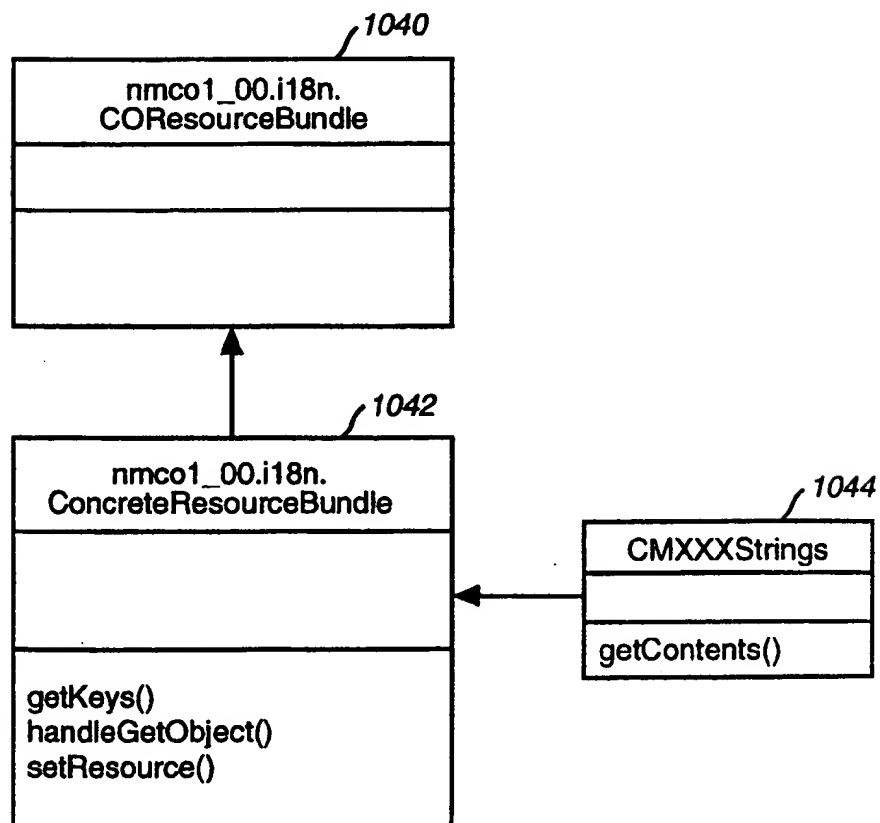 1040
nmco1_00.i18n.
COResourceBundle
1042
nmco1_00.i18n.
ConcreteResourceBundle
getKeys()
handleGetObject()
setResource()
1044
CMXXXStrings
getContents()